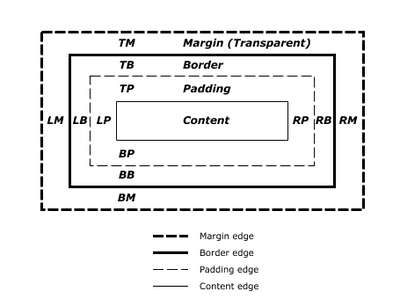 TM Margin (Transparent)
TB Border
TP Padding
LM LB LP Content RP RB RM
BP
BB
BM
Margin edge
Border edge
Padding edge
Content edge